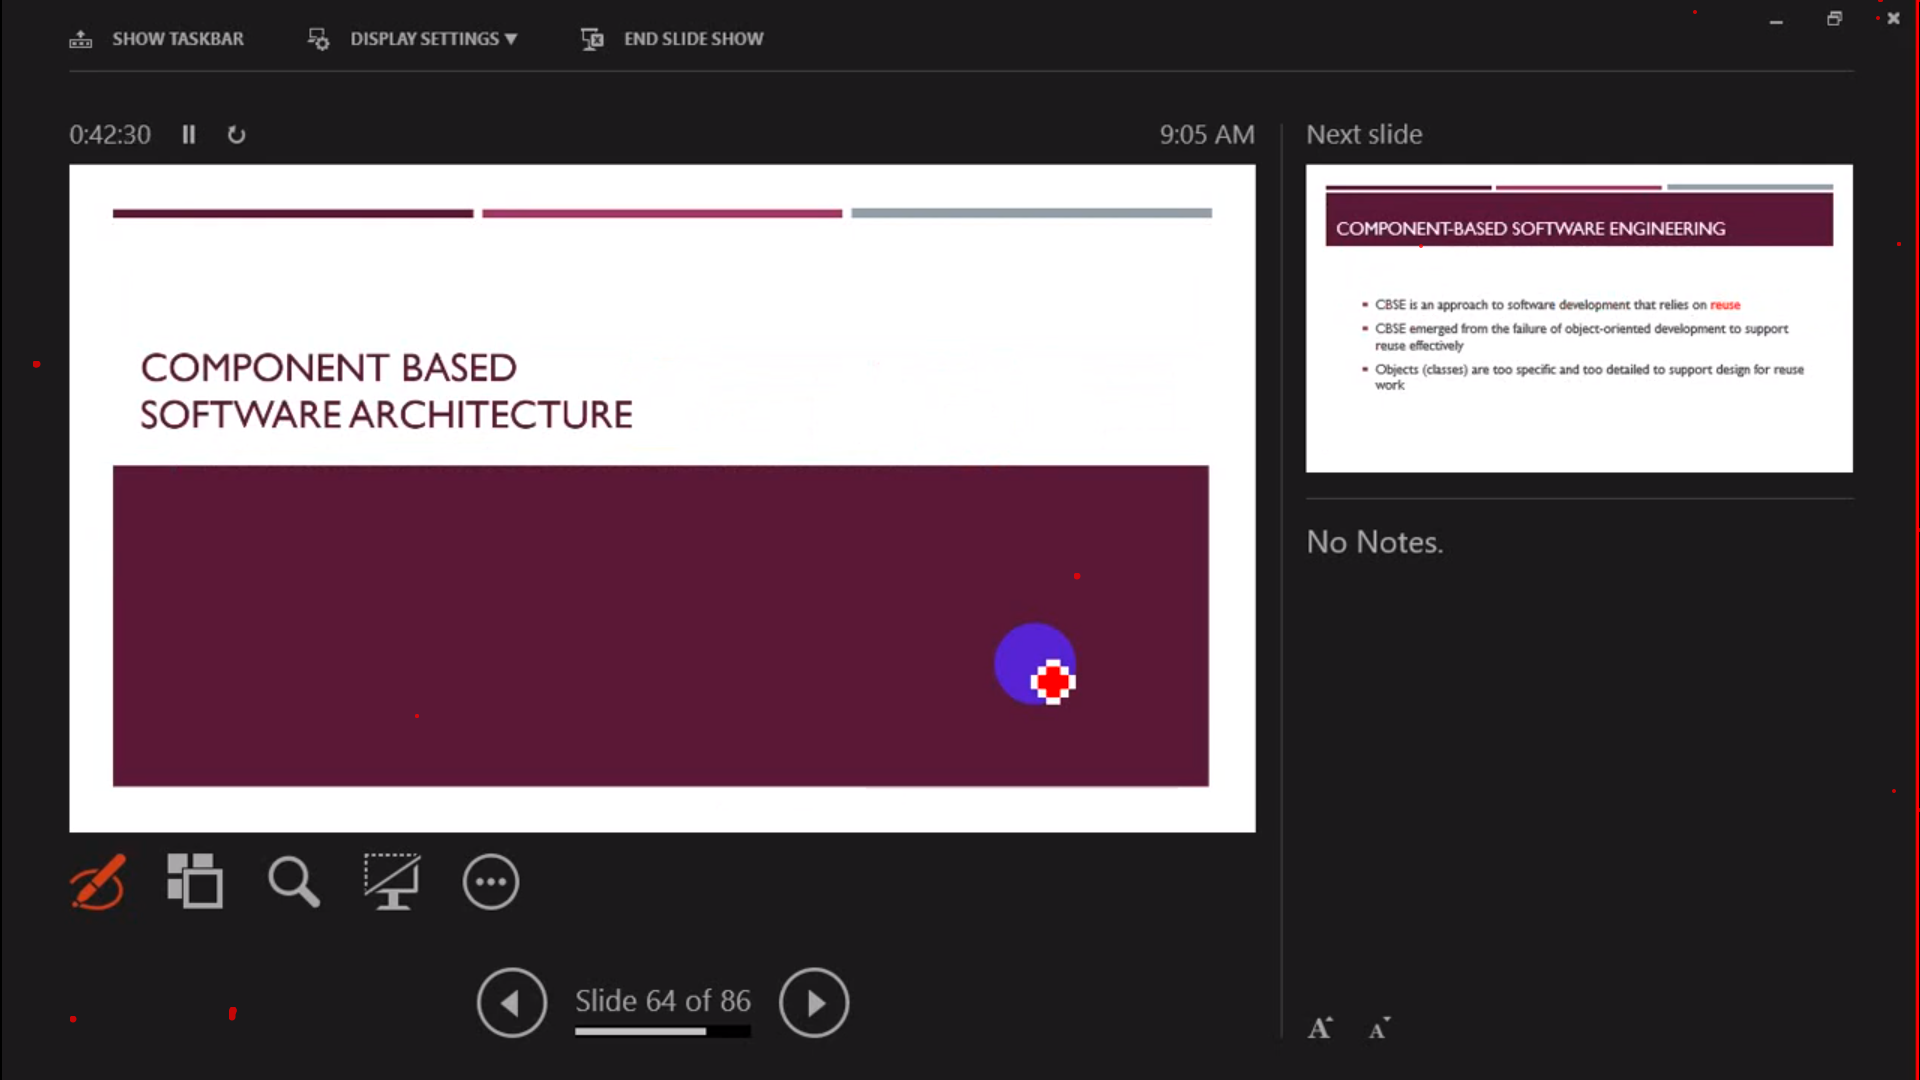 SHOW TASKBAR
DISPLAY SETTINGS ▼
END SLIDE SHOW
0:42:30
9:05 AM
Next slide
COMPONENT BASED
SOFTWARE ARCHITECTURE
COMPONENT-BASED SOFTWARE ENGINEERING
▪ CBSE is an approach to software development that relies on reuse
▪ CBSE emerged from the failure of object-oriented development to support
reuse effectively
▪ Objects (classes) are too specific and too detailed to support design for reuse
work
No Notes.
Slide 64 of 86
A A